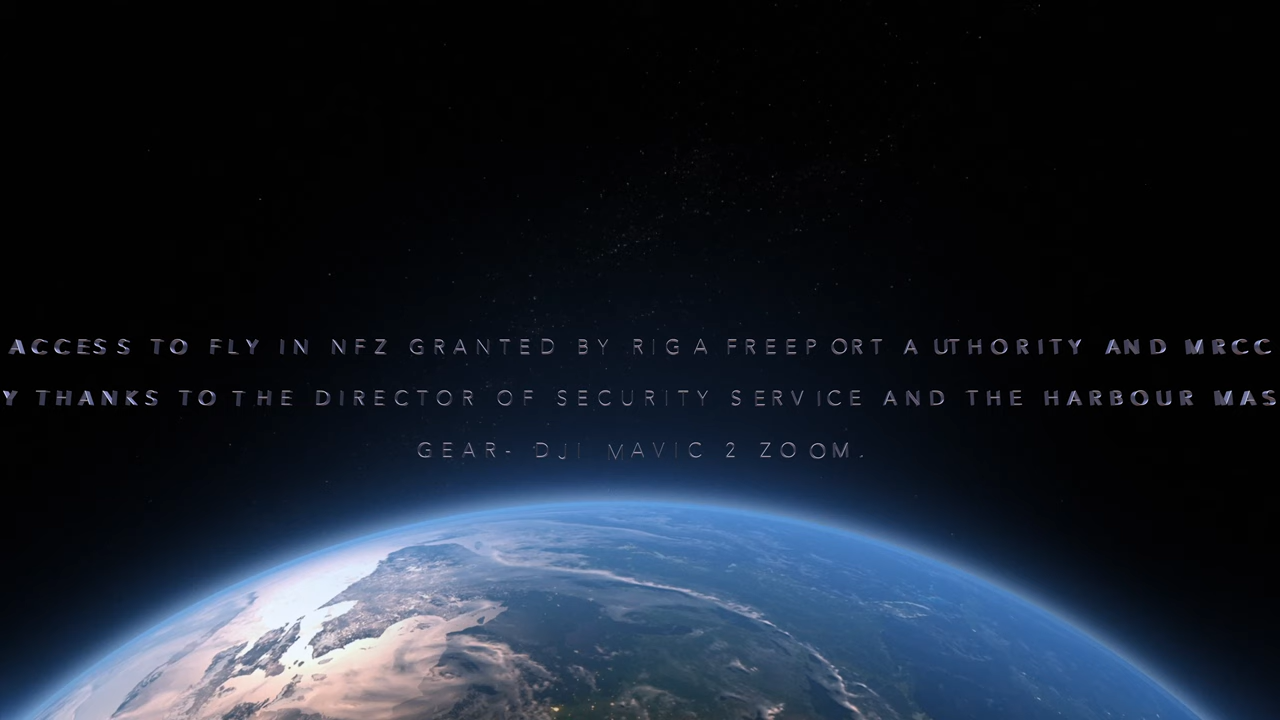 ACCESS TO FLY IN NFZ GRANTED BY RIGA FREEPORT AUTHORITY AND MRCC
THANKS TO THE DIRECTOR OF SECURITY SERVICE AND THE HARBOUR
GEAR- DJI MAVIC 2 ZOOM.